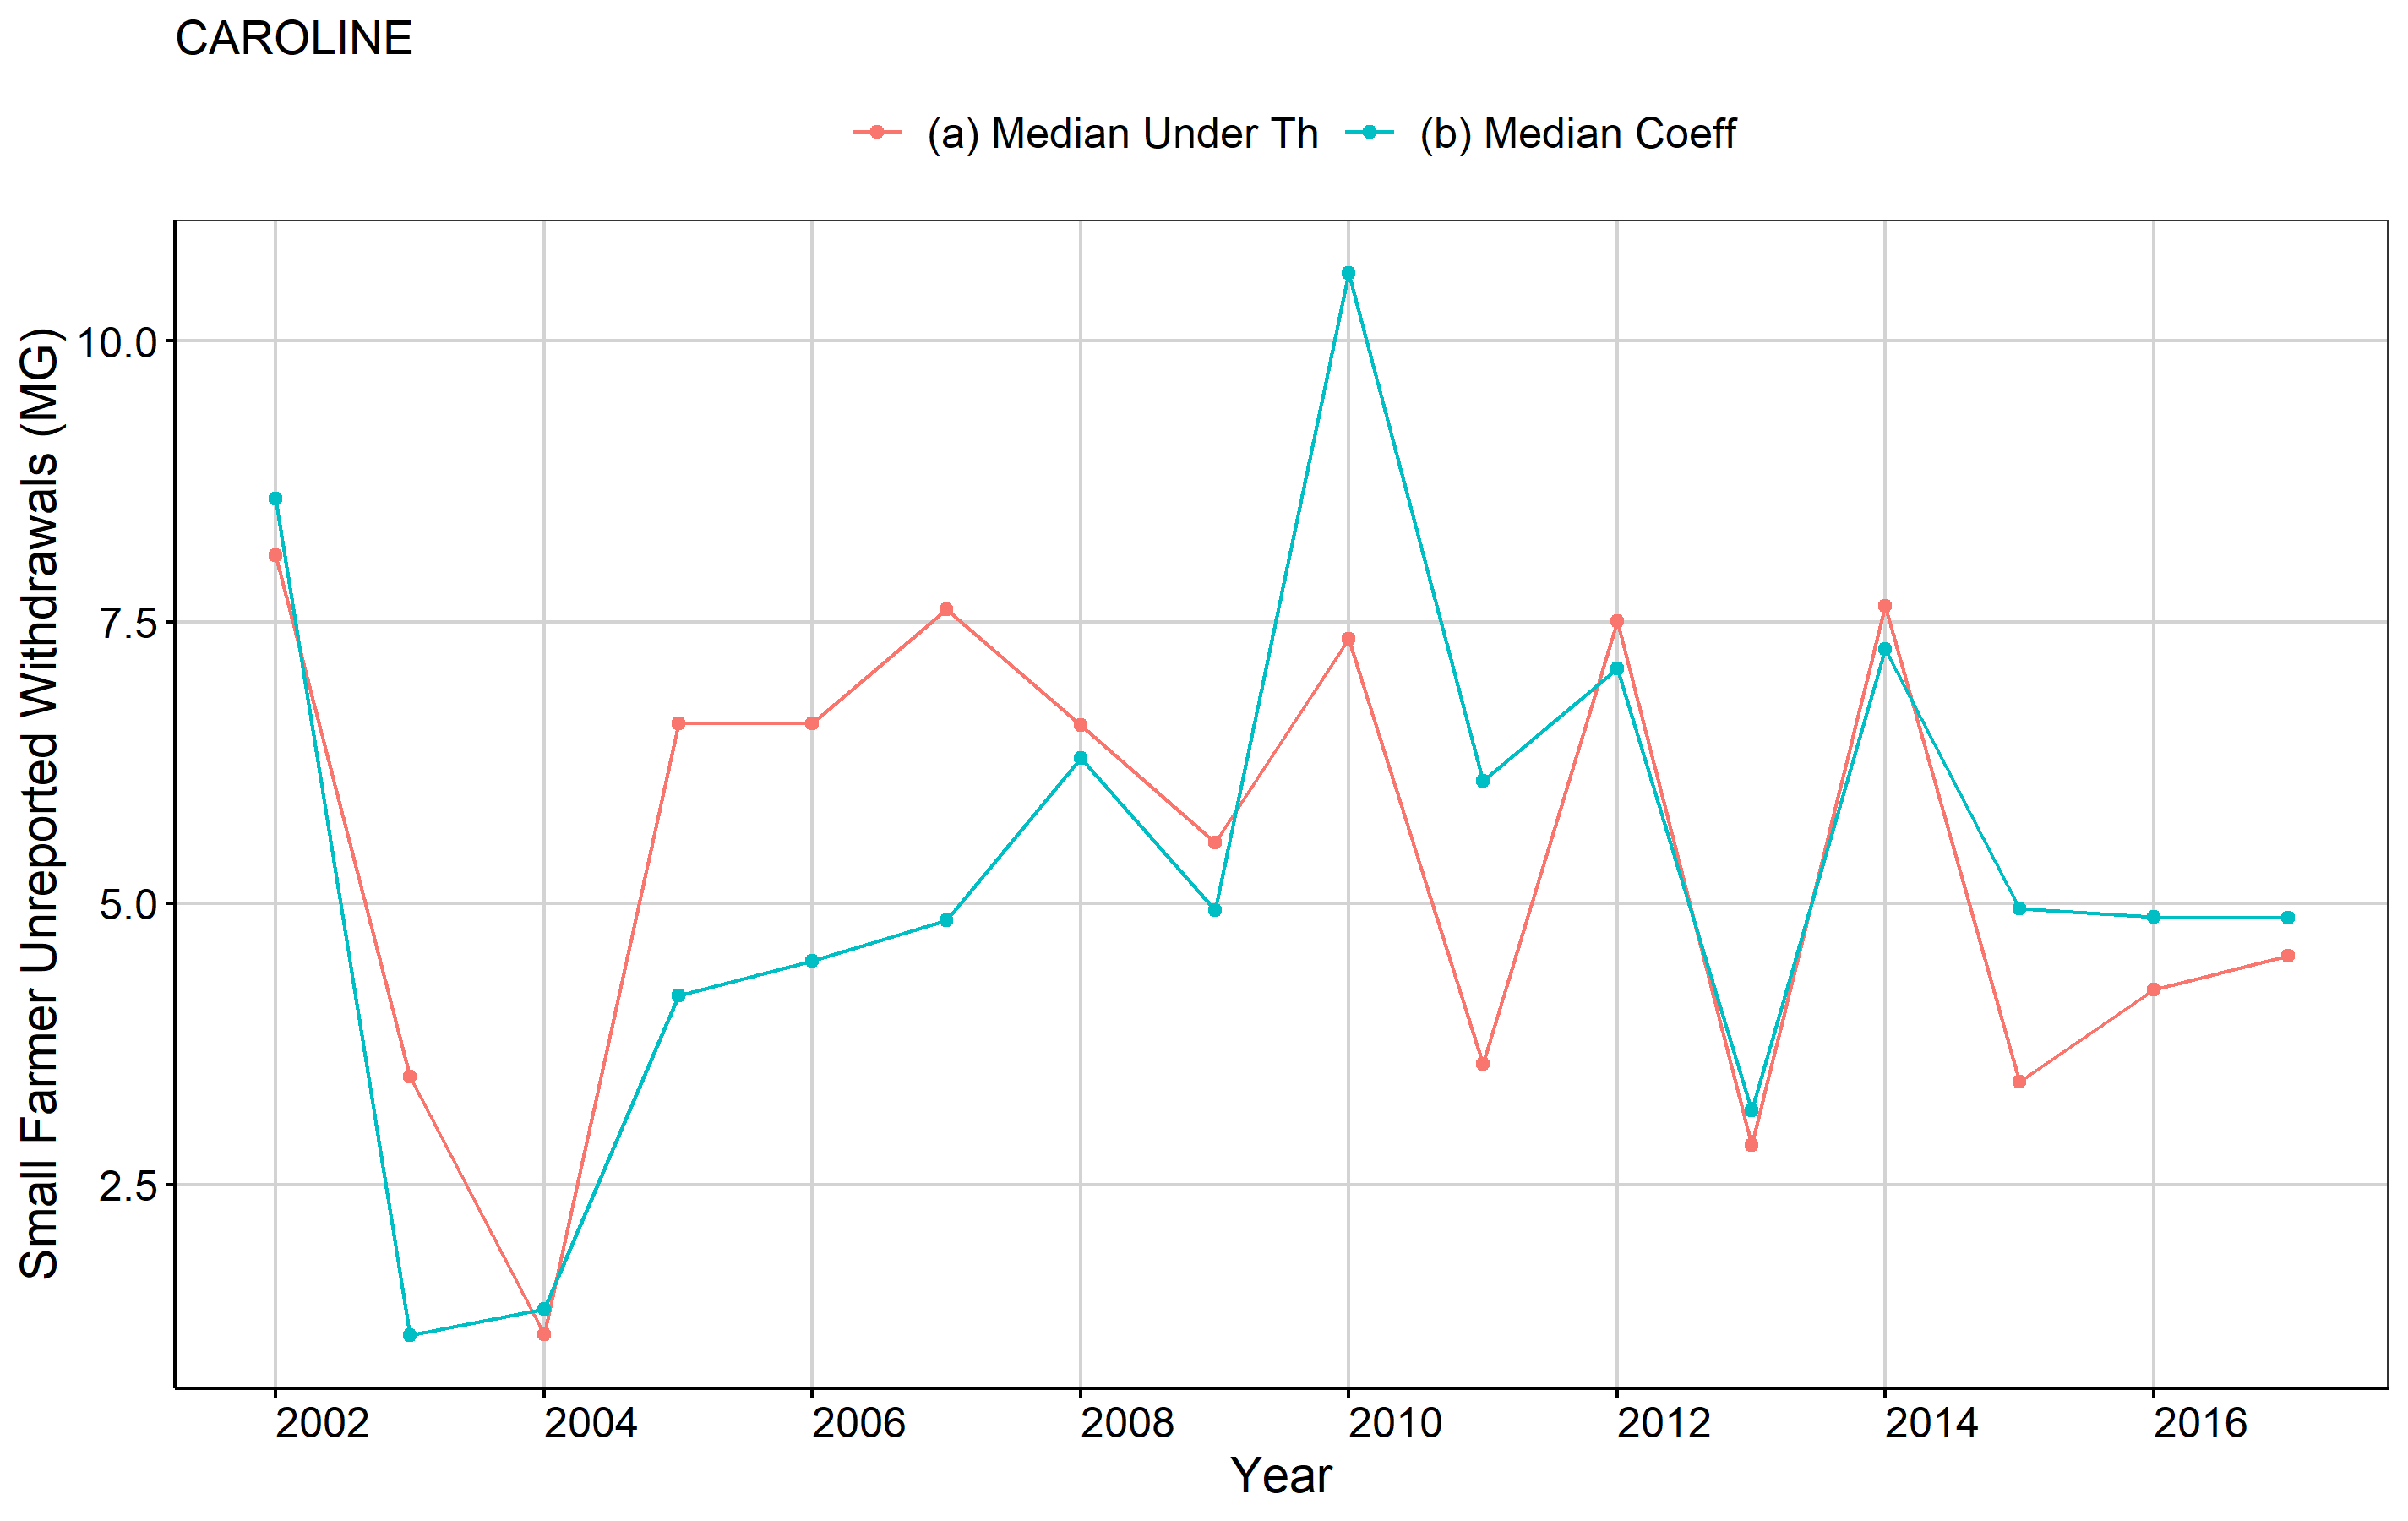 CAROLINE
(a) Median Under Th (b) Median Coeff
Small Farmer Unreported Withdrawals (MG)
10.0
7.5
5.0
2.5
2002 2004 2006 2008 2010 2012 2014 2016
Year